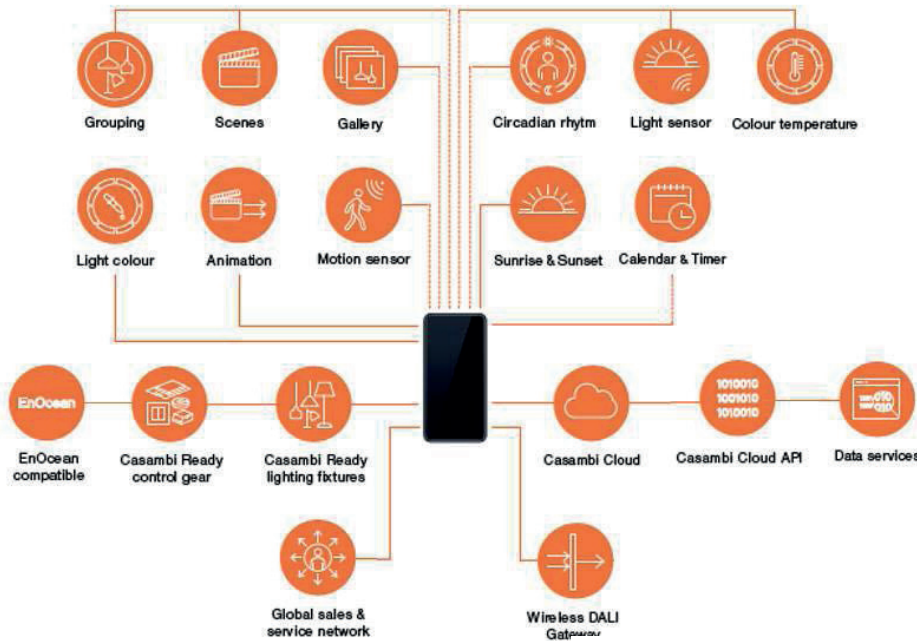 Grouping
Scenes
Gallery
Circadian rhytm
Light sensor
Colour temperature
Light colour
Animation
Motion sensor
Sunrise & Sunset
Calendar & Timer
EnOcean
1010010
1001010
1010010
EnOcean
compatible
Casambi Ready
control gear
Casambi Ready
lighting fixtures
Casambi Cloud
Casambi Cloud API
Data services
Global sales &
service network
Wireless DALI
Gateway